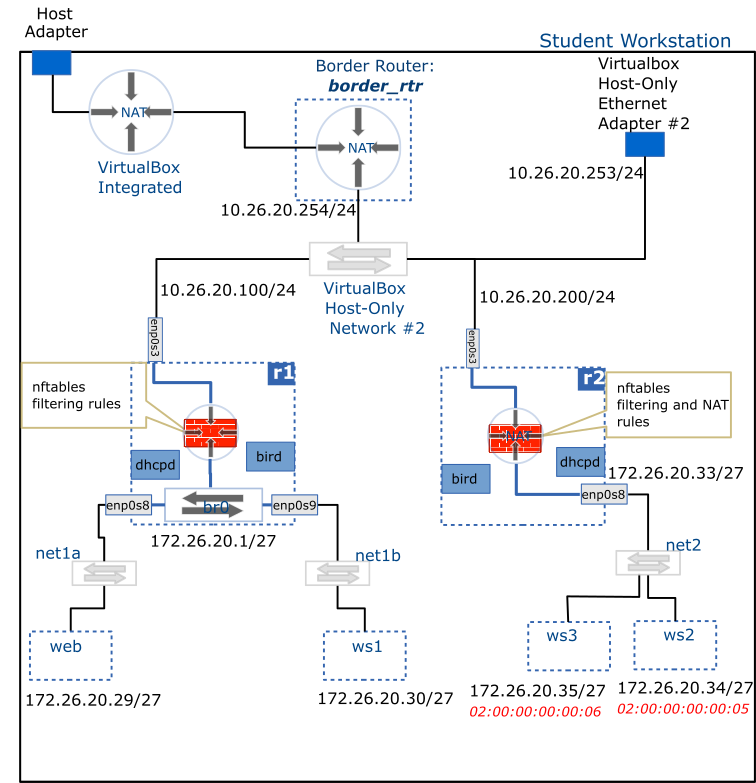 Host
Adapter
Student Workstation
Border Router:
border_rtr
Virtualbox
Host-Only
Ethernet
Adapter #2
NAT
NAT
VirtualBox
Integrated
10.26.20.253/24
10.26.20.254/24
VirtualBox
Host-Only
Network #2
10.26.20.100/24
10.26.20.200/24
enp0s3
enp0s3
r1
r2
nftables
filtering rules
nftables
filtering and NAT
rules
NAT
dhcpd
bird
bird
dhcpd
172.26.20.33/27
enp0s8
br0
enp0s9
enp0s8
172.26.20.1/27
net1a
net1b
net2
web
ws1
ws3
ws2
172.26.20.29/27
172.26.20.30/27
172.26.20.35/27
172.26.20.34/27
02:00:00:00:00:06
02:00:00:00:00:05